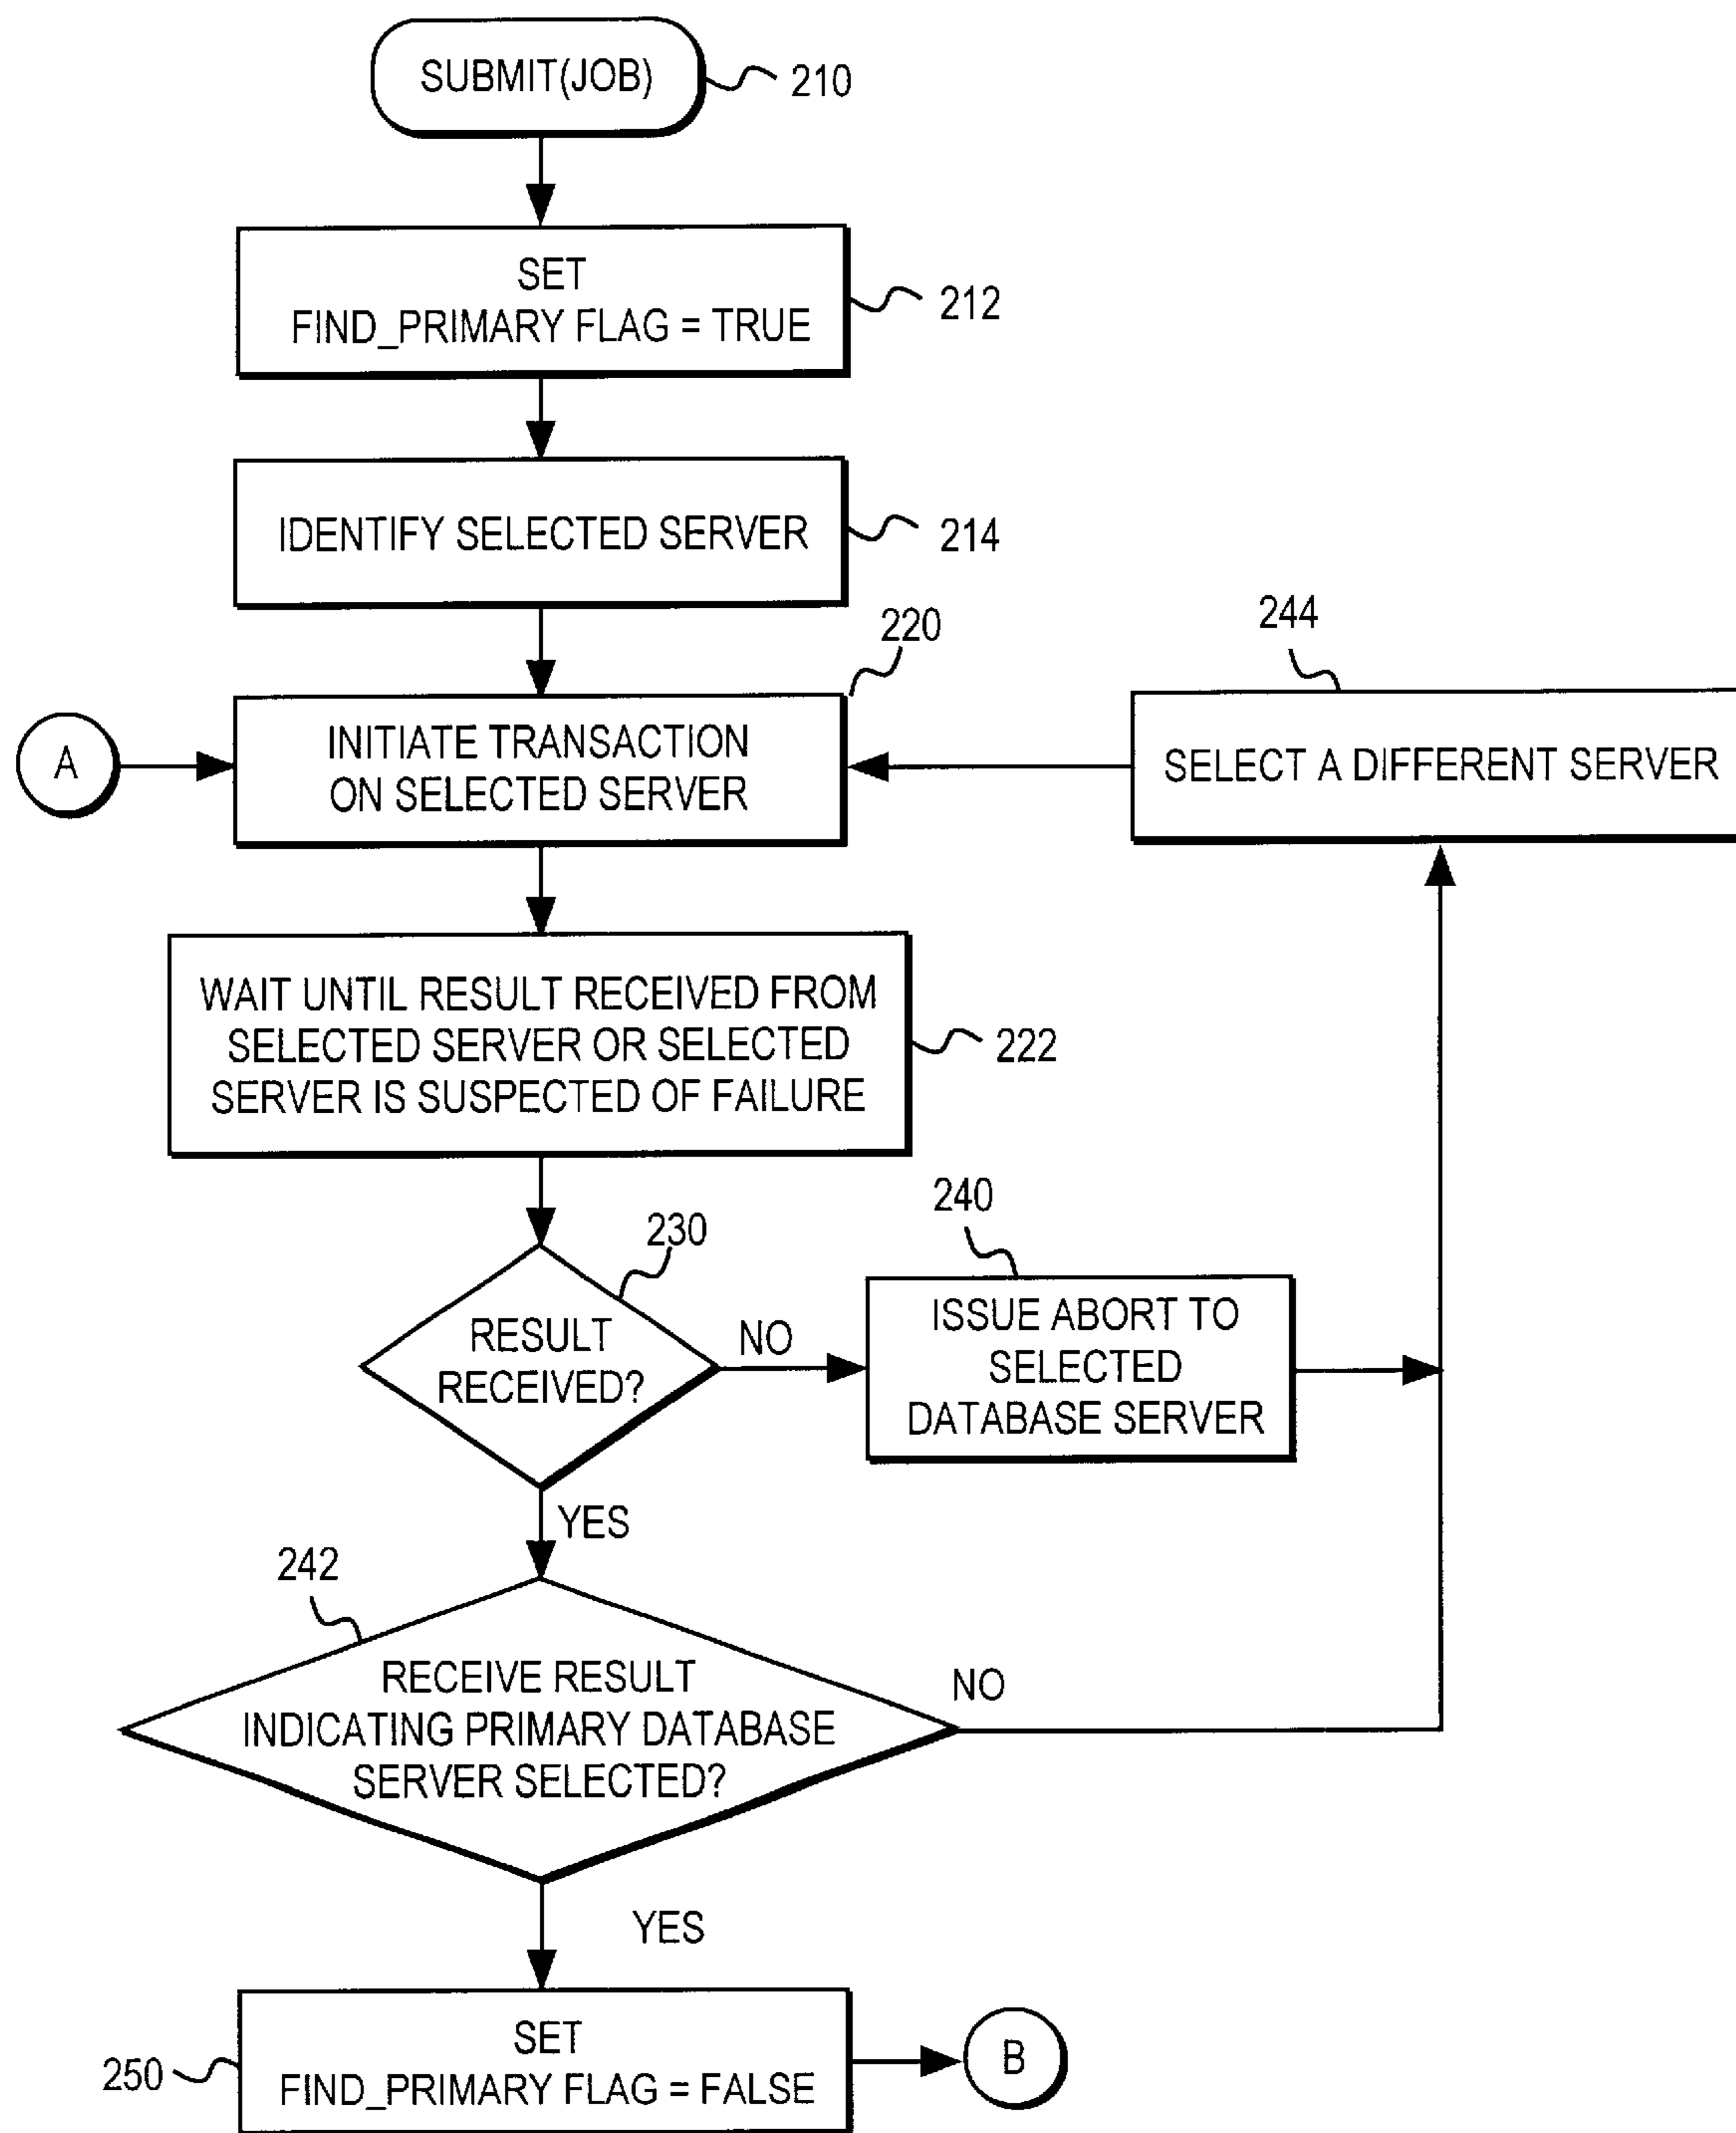 SUBMIT(JOB)
210
SET
FIND_PRIMARY FLAG = TRUE
212
IDENTIFY SELECTED SERVER
214
220
244
A
INITIATE TRANSACTION
ON SELECTED SERVER
SELECT A DIFFERENT SERVER
WAIT UNTIL RESULT RECEIVED FROM
SELECTED SERVER OR SELECTED
SERVER IS SUSPECTED OF FAILURE
222
230
240
RESULT
RECEIVED?
NO
ISSUE ABORT TO
SELECTED
DATABASE SERVER
YES
242
RECEIVE RESULT
INDICATING PRIMARY DATABASE
SERVER SELECTED?
NO
YES
250
SET
FIND_PRIMARY FLAG = FALSE
B